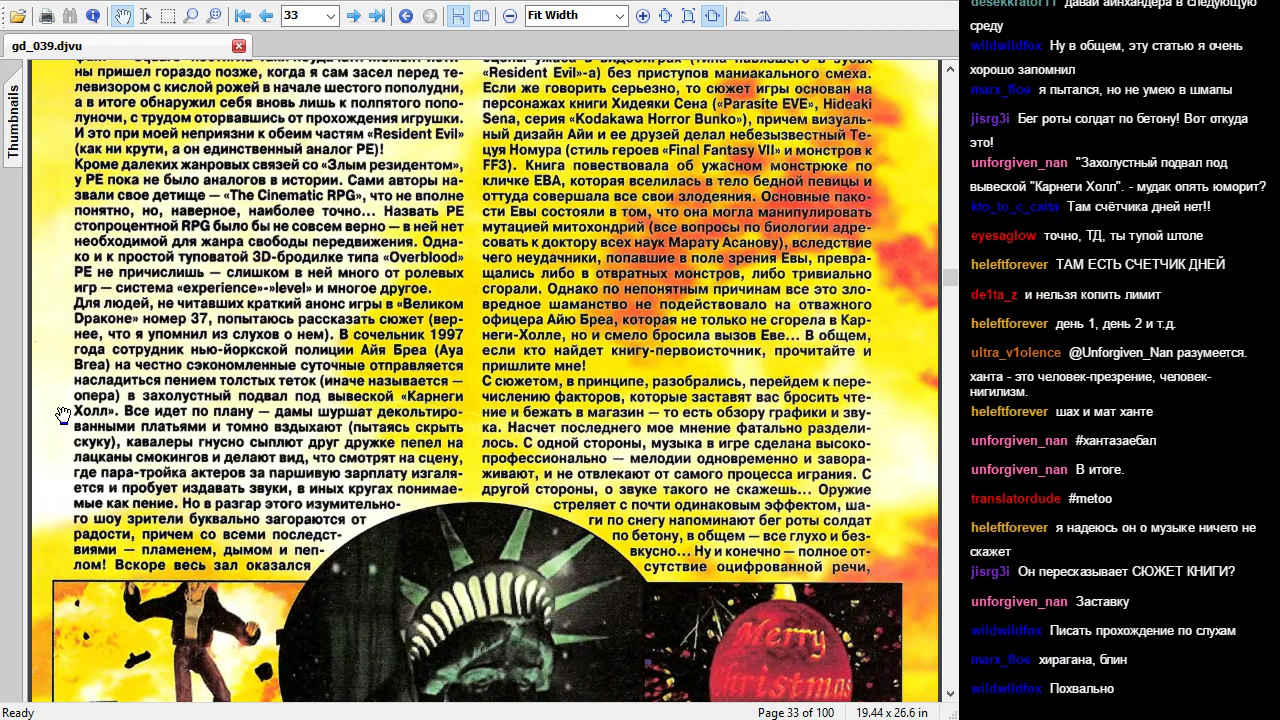 33
Fit Width
gd_039.djvu
Thumbnails
ны пришел гораздо позже, когда я сам засел перед те-
левизором с кислой рожей в начале шестого пополудни,
а в итоге обнаружил себя вновь лишь к полпятого попо-
луночи, с трудом оторвавшись от прохождения игрушки.
И это при моей неприязни к обеим частям «Resident Evil»
(как ни крути, а он единственный аналог PE)!
Кроме далеких жанровых связей со «Злым резидентом»,
у PE пока не было аналогов в истории. Сами авторы на-
звали свое детище — «The Cinematic RPG», что не вполне
понятно, но, наверное, наиболее точно... Назвать PE
стопроцентной RPG было бы не совсем верно — в ней нет
необходимой для жанра свободы передвижения. Одна-
ко и к простой туповатой 3D-бродилке типа «Overblood»
PE не причислишь — слишком в ней много от ролевых
игр — система «experience»-»level» и многое другое.
Для людей, не читавших краткий анонс игры в «Великом
Dраконе» номер 37, попытаюсь рассказать сюжет (вер-
нее, что я упомнил из слухов о нем). В сочельник 1997
года сотрудник нью-йоркской полиции Айя Бреа (Aya
Brea) на честно сэкономленные суточные отправляется
насладиться пением толстых теток (иначе называется —
опера) в захолустный подвал под вывеской «Карнеги
Холл». Все идет по плану — дамы шуршат декольтиро-
ванными платьями и томно вздыхают (пытаясь скрыть
скуку), кавалеры гнусно сыплют друг дружке пепел на
лацканы смокингов и делают вид, что смотрят на сцену,
где пара-тройка актеров за паршивую зарплату изгаля-
ется и пробует издавать звуки, в иных кругах понимае-
мые как пение. Но в разгар этого изумительно-
го шоу зрители буквально загораются от
радости, причем со всеми последст-
виями — пламенем, дымом и пеп-
лом! Вскоре весь зал оказался
«Resident Evil»-а) без приступов маниакального смеха.
Если же говорить серьезно, то сюжет игры основан на
персонажах книги Хидеяки Сена («Parasite EVE», Hideaki
Sena, серия «Kodakawa Horror Bunko»), причем визуаль-
ный дизайн Айи и ее друзей делал небезызвестный Те-
цуя Номура (стиль героев «Final Fantasy VII» и монстров к
FF3). Книга повествовала об ужасном монстрюке по
кличке ЕВА, которая вселилась в тело бедной певицы и
оттуда совершала все свои злодеяния. Основные пако-
сти Евы состояли в том, что она могла манипулировать
мутацией митохондрий (все вопросы по биологии адре-
совать к доктору всех наук Марату Асанову), вследствие
чего неудачники, попавшие в поле зрения Евы, превра-
щались либо в отвратных монстров, либо тривиально
сгорали. Однако по непонятным причинам все это зло-
вредное шаманство не подействовало на отважного
офицера Айю Бреа, которая не только не сгорела в Кар-
неги-Холле, но и смело бросила вызов Еве... В общем,
если кто найдет книгу-первоисточник, прочитайте и
пришлите мне!
С сюжетом, в принципе, разобрались, перейдем к пере-
числению факторов, которые заставят вас бросить чте-
ние и бежать в магазин — то есть обзору графики и зву-
ка. Насчет последнего мое мнение фатально раздели-
лось. С одной стороны, музыка в игре сделана высоко-
профессионально — мелодии одновременно и завора-
живают, и не отвлекают от самого процесса играния. С
другой стороны, о звуке такого не скажешь... Оружие
стреляет с почти одинаковым эффектом, ша-
ги по снегу напоминают бег роты солдат
по бетону, в общем — все глухо и без-
вкусно... Ну и конечно — полное от-
сутствие оцифрованной речи,
Merry
Christmas
Ready
Page 33 of 100
19.44 x 26.6 in
desekkrator11 давай айнхандера в следующую
среду
wildwildfox Ну в общем, эту статью я очень
хорошо запомнил
marx_floe я пытался, но не умею в шмапы
jisrg3i Бег роты солдат по бетону! Вот откуда
это!
unforgiven_nan "Захолустный подвал под
вывеской "Карнеги Холл". - мудак опять юморит?
kto_to_c_caita Там счётчика дней нет!!
eyesaglow точно, ТД, ты тупой штоле
heleftforever ТАМ ЕСТЬ СЧЕТЧИК ДНЕЙ
de1ta_z и нельзя копить лимит
heleftforever день 1, день 2 и т.д.
ultra_v1olence @Unforgiven_Nan разумеется.
ханта - это человек-презрение, человек-
нигилизм.
heleftforever шах и мат ханте
unforgiven_nan #хантазаебал
unforgiven_nan В итоге.
translatordude #metoo
heleftforever я надеюсь он о музыке ничего не
скажет
jisrg3i Он пересказывает СЮЖЕТ КНИГИ?
unforgiven_nan Заставку
wildwildfox Писать прохождение по слухам
marx_floe хирагана, блин
wildwildfox Похвально